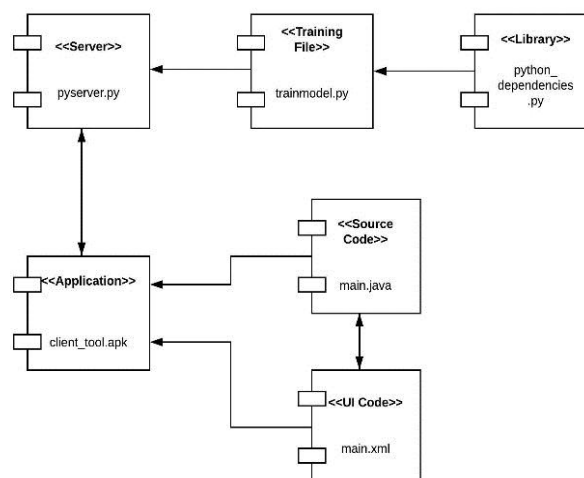 <<Server>>
pyserver.py
<<Training
File>>
trainmodel.py
<<Library>>
python_
dependencies
.py
<<Application>>
client_tool.apk
<<Source
Code>>
main.java
<<UI Code>>
main.xml